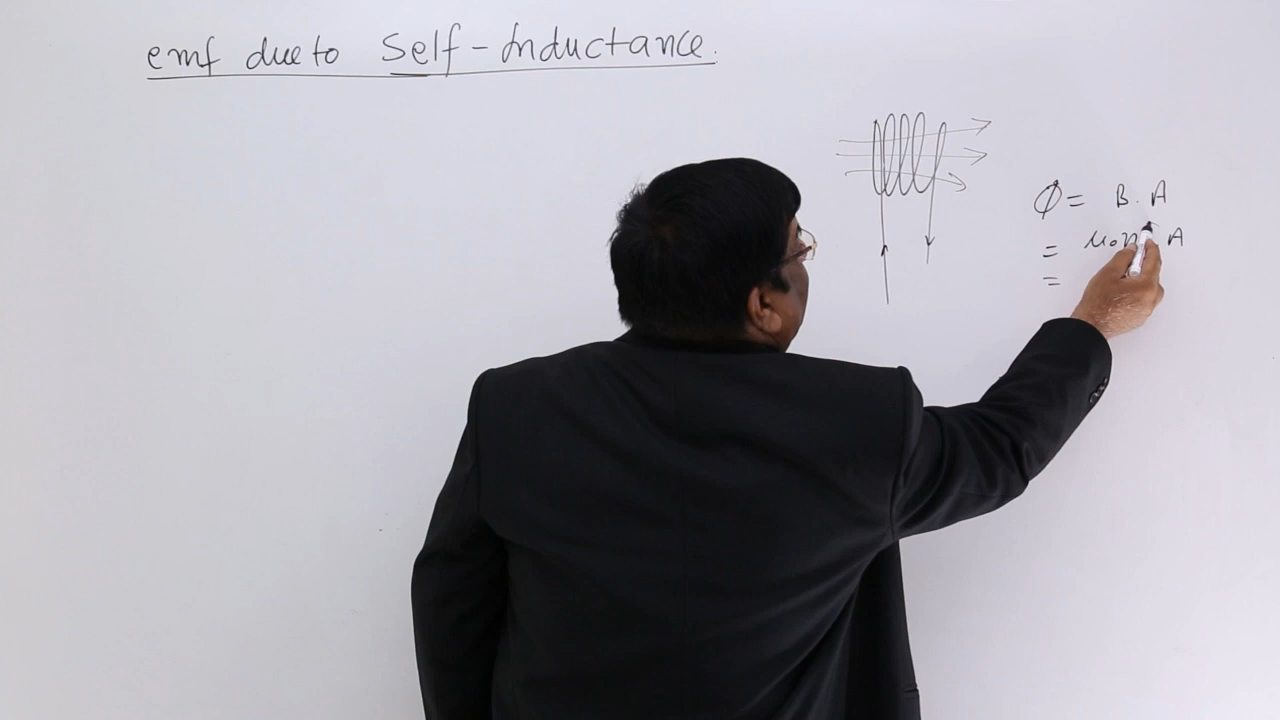 emf due to Self-Inductance.
Φ = B. A
= μ₀n A
=